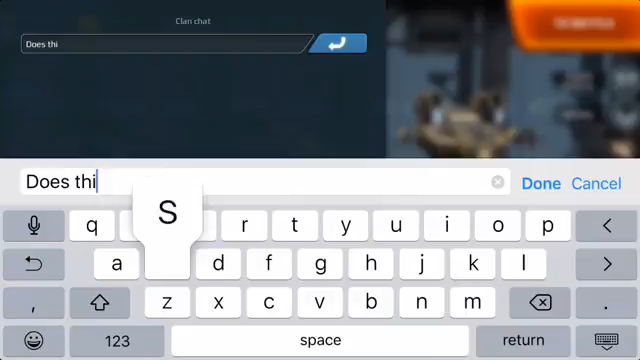 Clan chat
Does thi
Does thi
Done
Cancel
S
q r t y u i o p <
a d f g h j k l >
, z x c v b n m .
123 space return